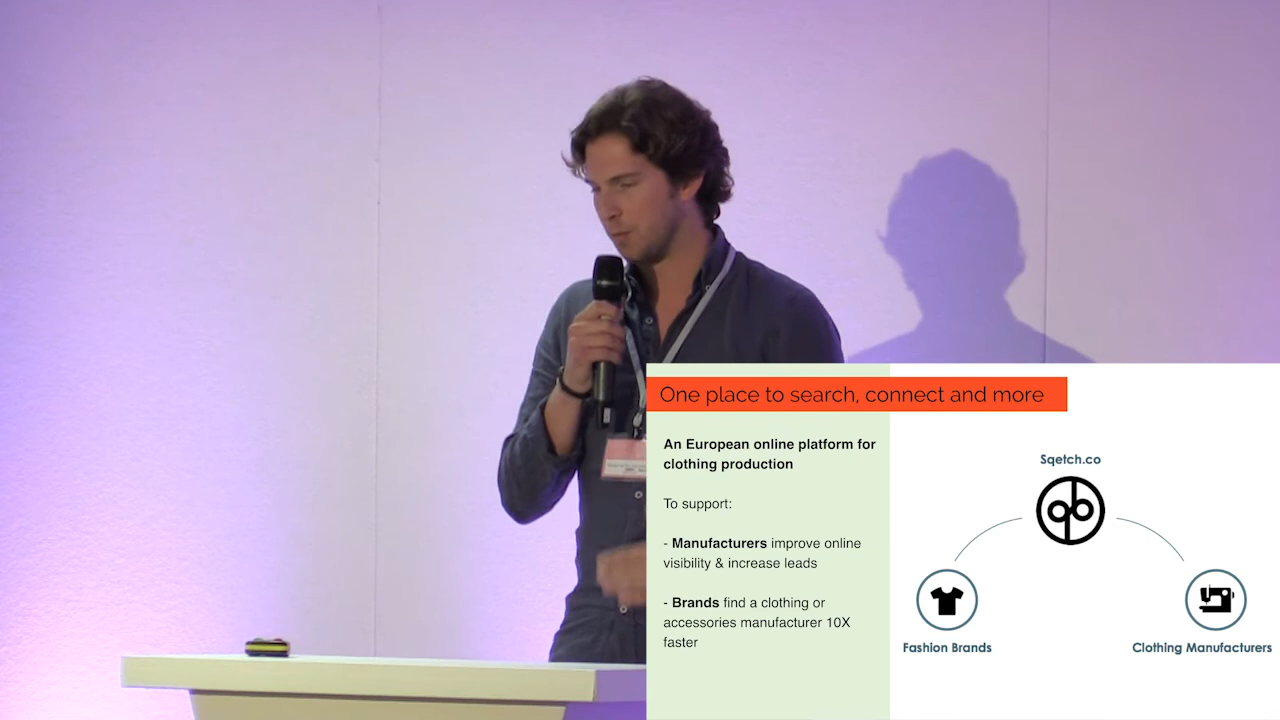 One place to search, connect and more
An European online platform for
clothing production
To support:
- Manufacturers improve online
visibility & increase leads
- Brands find a clothing or
accessories manufacturer 10X
faster
Sqetch.co
Fashion Brands
Clothing Manufacturers